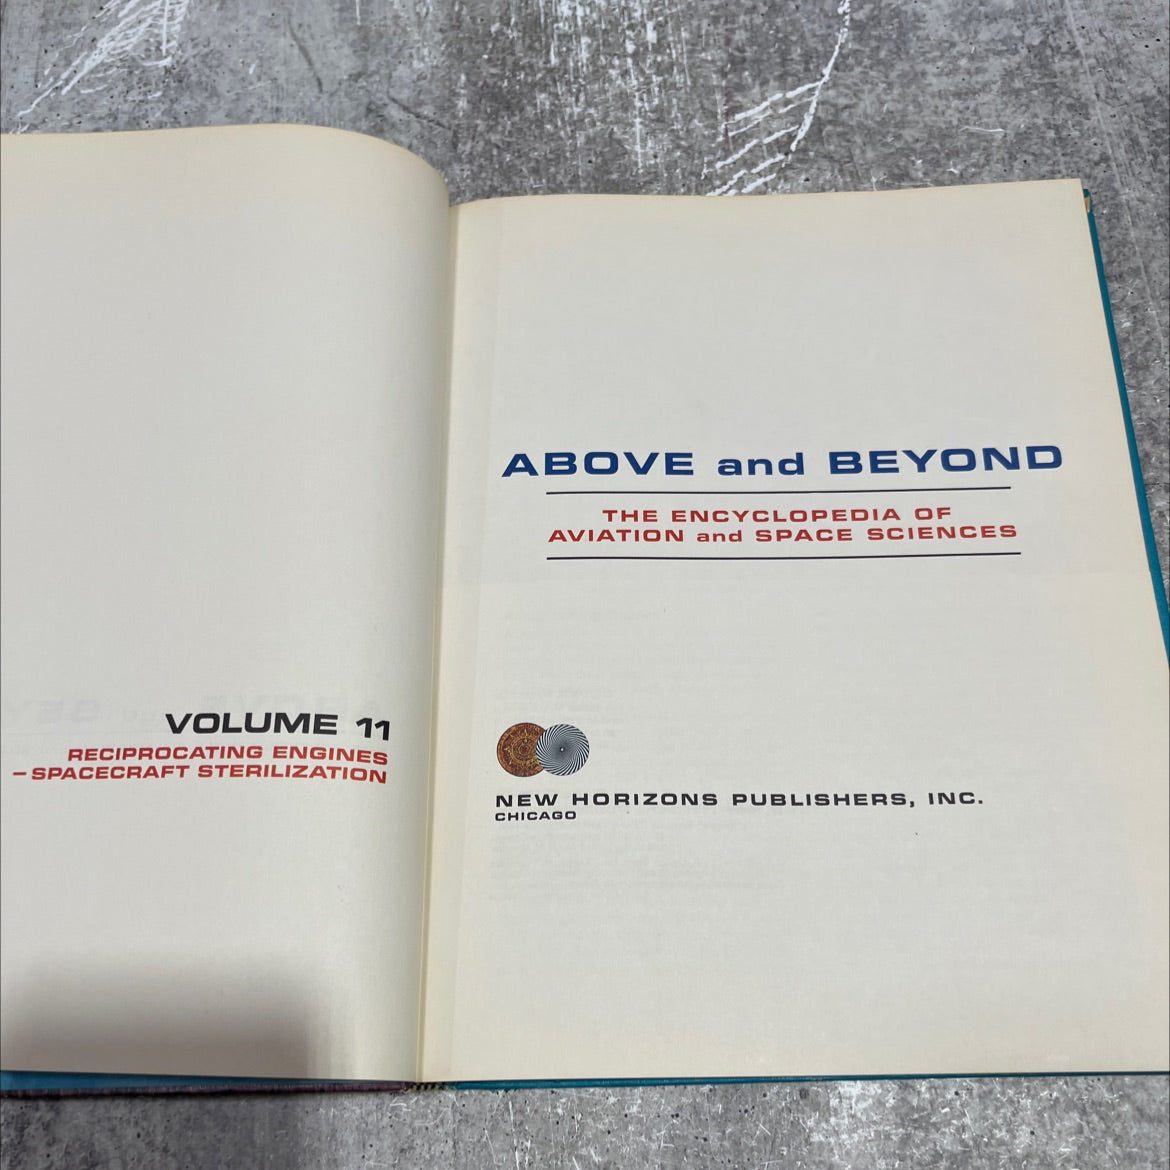 VOLUME 11
RECIPROCATING ENGINES
–SPACECRAFT STERILIZATION
ABOVE and BEYOND
THE ENCYCLOPEDIA OF
AVIATION and SPACE SCIENCES
NEW HORIZONS PUBLISHERS, INC.
CHICAGO